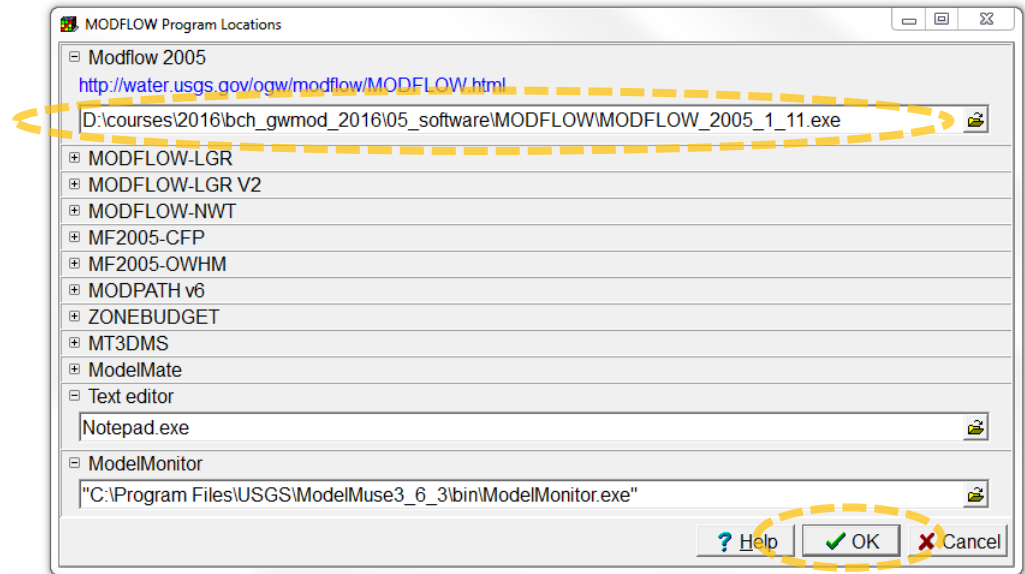 MODFLOW Program Locations
Modflow 2005
http://water.usgs.gov/ogw/modflow/MODFLOW.html
D:\courses\2016\bch_gwmod_2016\05_software\MODFLOW\MODFLOW_2005_1_11.exe
MODFLOW-LGR
MODFLOW-LGR V2
MODFLOW-NWT
MF2005-CFP
MF2005-OWHM
MODPATH v6
ZONEBUDGET
MT3DMS
ModelMate
Text editor
Notepad.exe
ModelMonitor
"C:\Program Files\USGS\ModelMuse3_6_3\bin\ModelMonitor.exe"
? Help OK Cancel